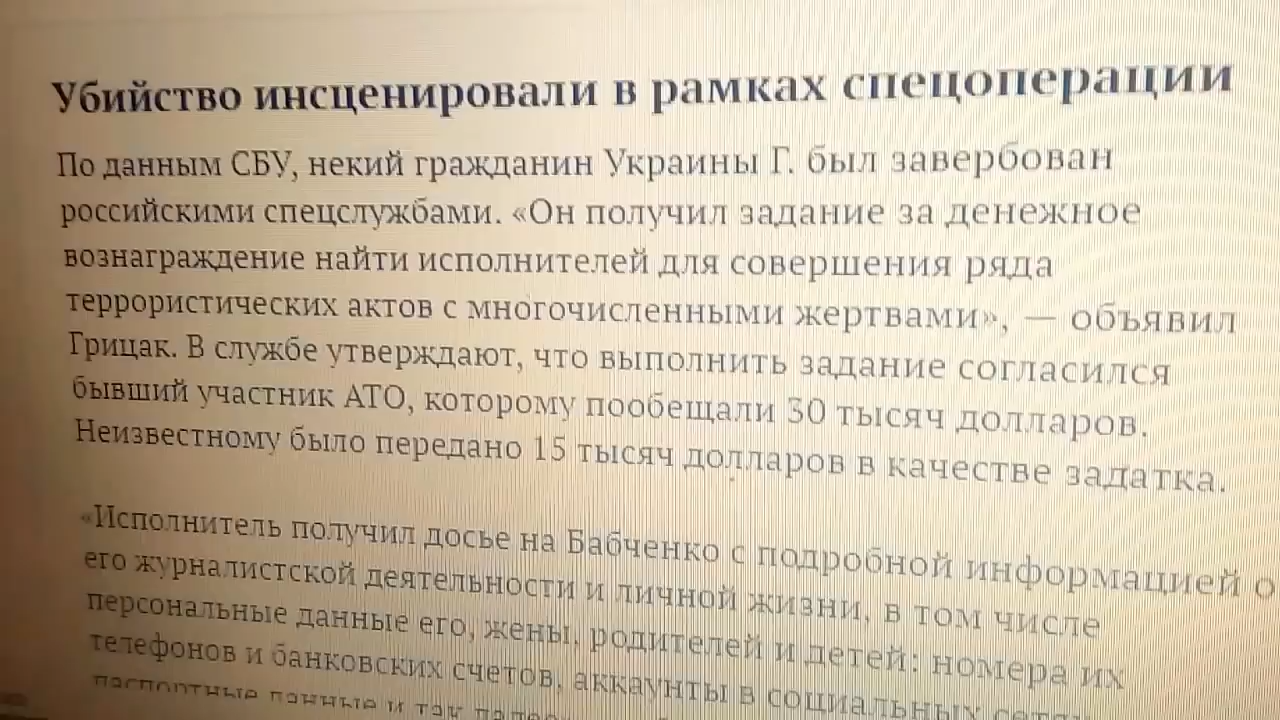 Убийство инсценировали в рамках спецоперации
По данным СБУ, некий гражданин Украины Г. был завербован
российскими спецслужбами. «Он получил задание за денежное
вознаграждение найти исполнителей для совершения ряда
террористических актов с многочисленными жертвами», — объявил
Грицак. В службе утверждают, что выполнить задание согласился
бывший участник АТО, которому пообещали 30 тысяч долларов.
Неизвестному было передано 15 тысяч долларов в качестве задатка.
«Исполнитель получил досье на Бабченко с подробной информацией о
его журналистской деятельности и личной жизни, в том числе
персональные данные его, жены, родителей и детей: номера их
телефонов и банковских счетов, аккаунты в социальных
паспортные данные и так